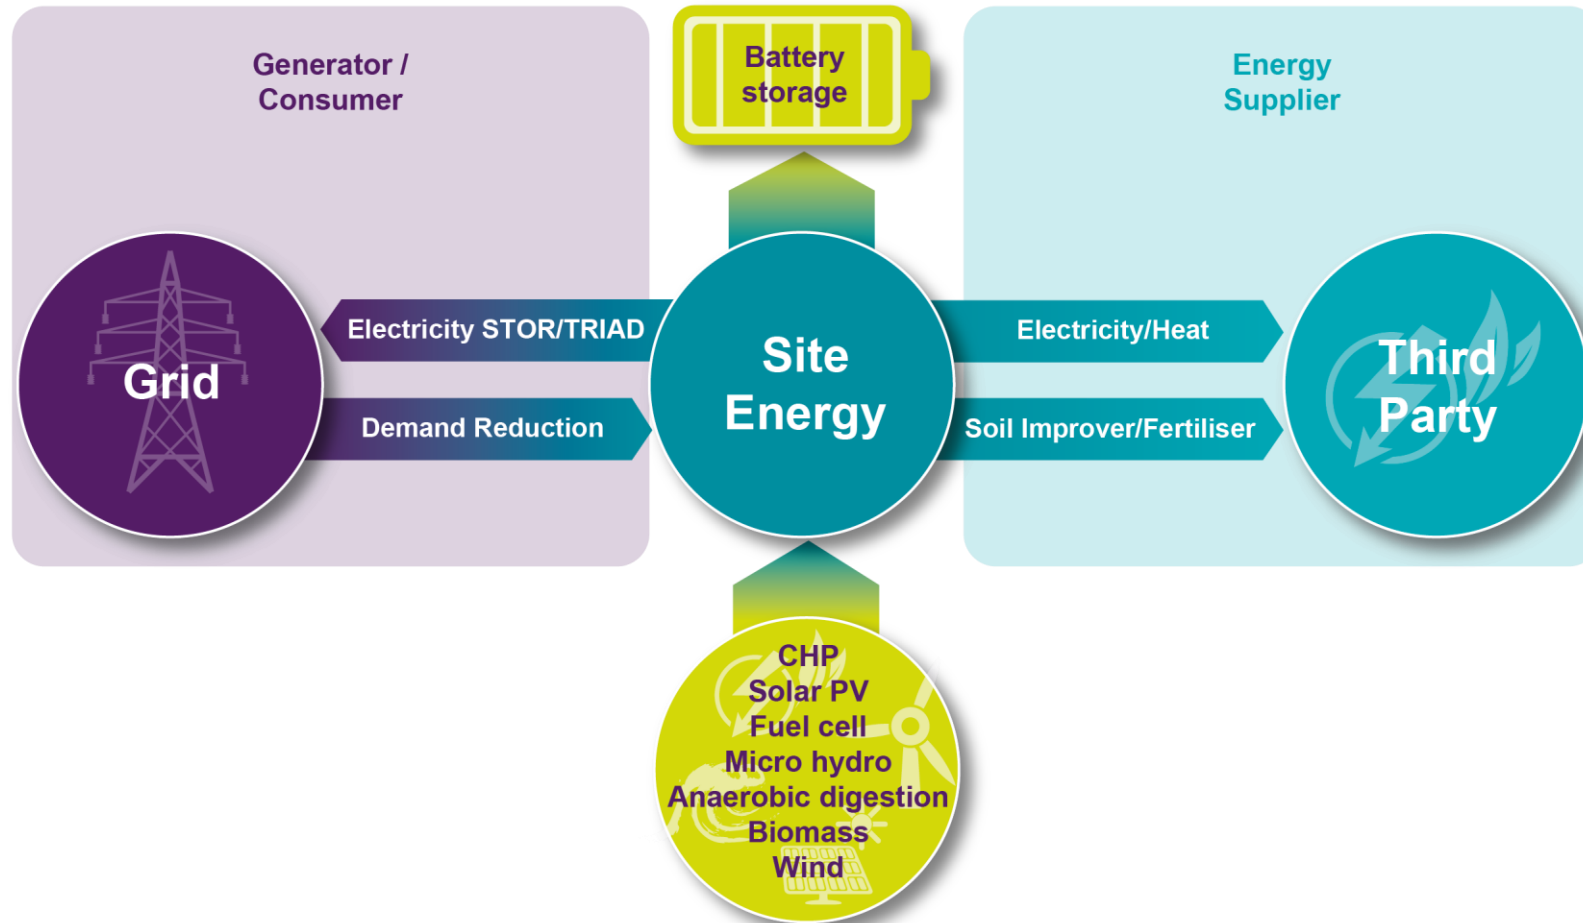 Generator /
Consumer
Battery
storage
Energy
Supplier
Grid
Electricity STOR/TRIAD
Demand Reduction
Site
Energy
Electricity/Heat
Soil Improver/Fertiliser
Third
Party
CHP
Solar PV
Fuel cell
Micro hydro
Anaerobic digestion
Biomass
Wind